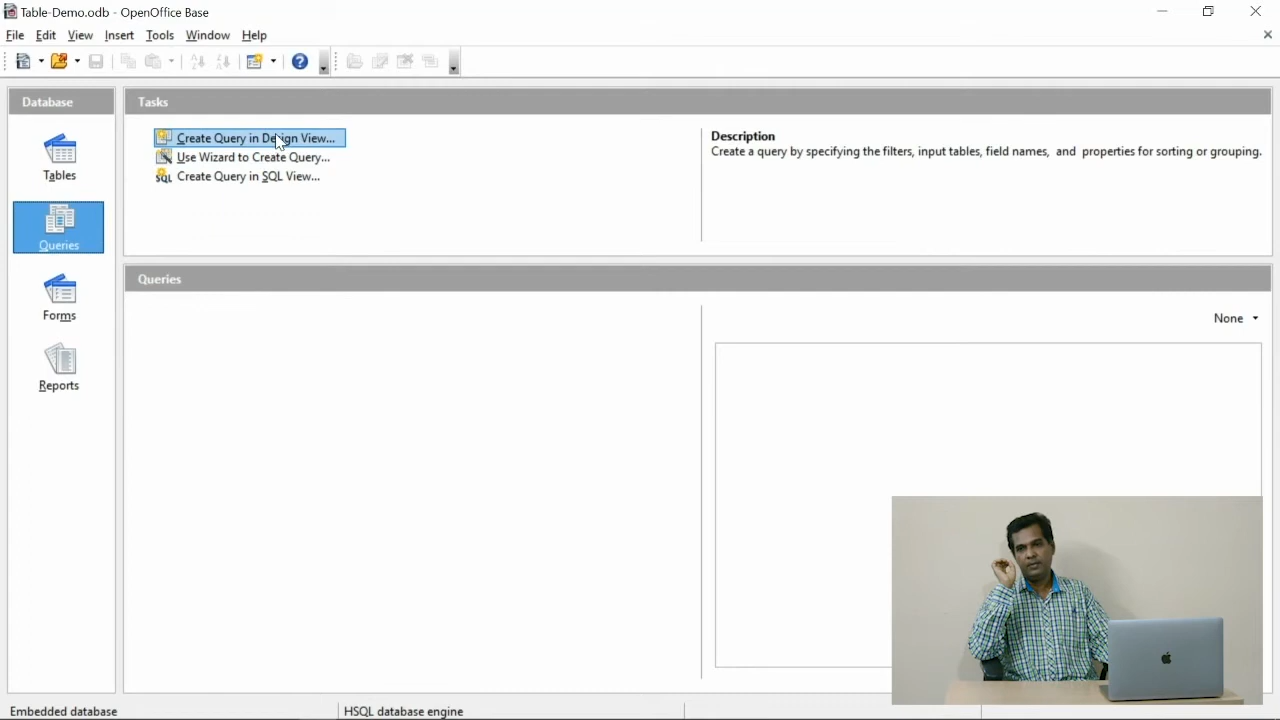 Table-Demo.odb - OpenOffice Base
File Edit View Insert Tools Window Help
Database
Tasks
Tables
Queries
Forms
Reports
Create Query in Design View...
Use Wizard to Create Query...
SQL Create Query in SQL View...
Description
Create a query by specifying the filters, input tables, field names, and properties for sorting or grouping.
Queries
None
Embedded database
HSQL database engine